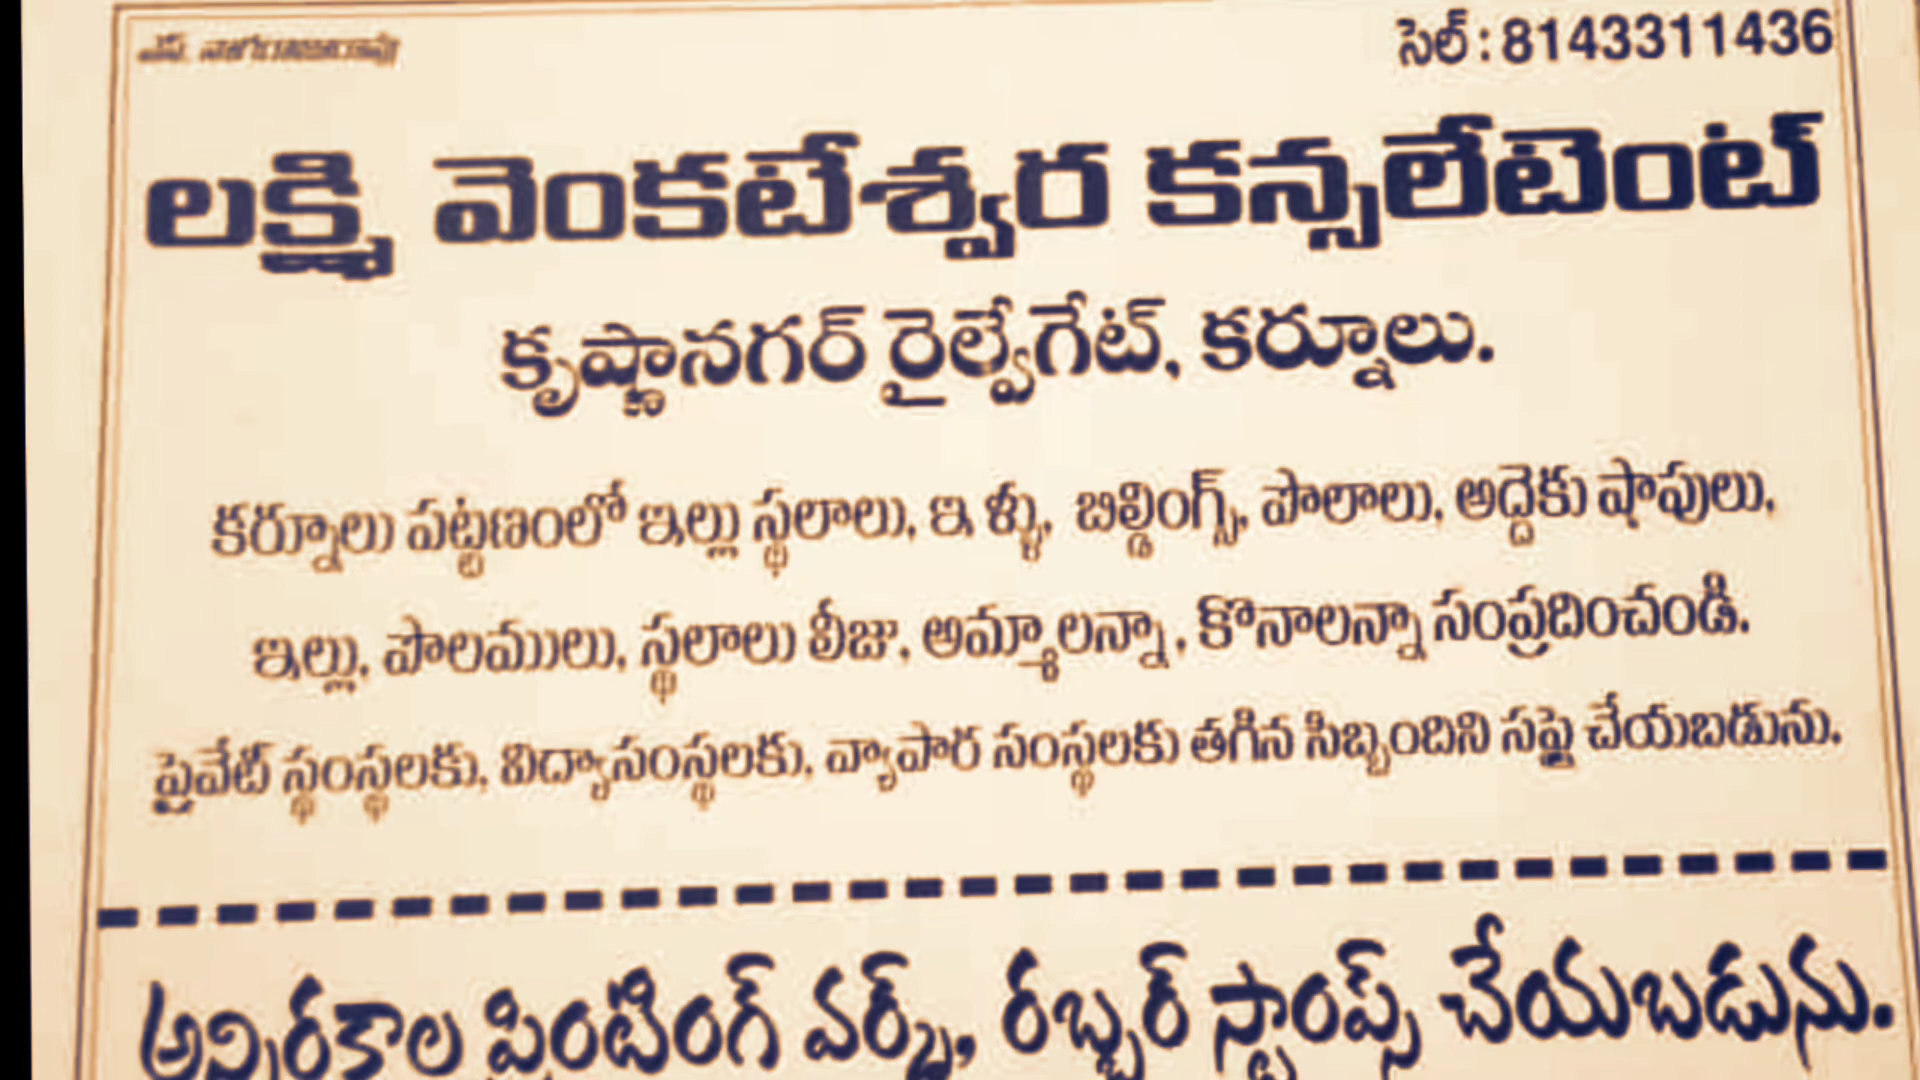 సెల్ : 8143311436
లక్ష్మి వెంకటేశ్వర కన్సలేటెంట్
కృష్ణానగర్ రైల్వేగేట్, కర్నూలు.
కర్నూలు పట్టణంలో ఇల్లు స్థలాలు, ఇ ళ్ళు, బిల్డింగ్స్, పొలాలు, అద్దెకు షాపులు,
ఇల్లు, పొలములు, స్థలాలు లీజు, అమ్మాలన్నా, కొనాలన్నా సంప్రదించండి.
ప్రైవేట్ స్థంస్థలకు, విద్యాసంస్థలకు, వ్యాపార సంస్థలకు తగిన సిబ్బందిని సప్లై చేయబడును.
అన్నిరకాల ప్రింటింగ్ వర్క్స్, రబ్బర్ స్టాంప్స్ చేయబడును.